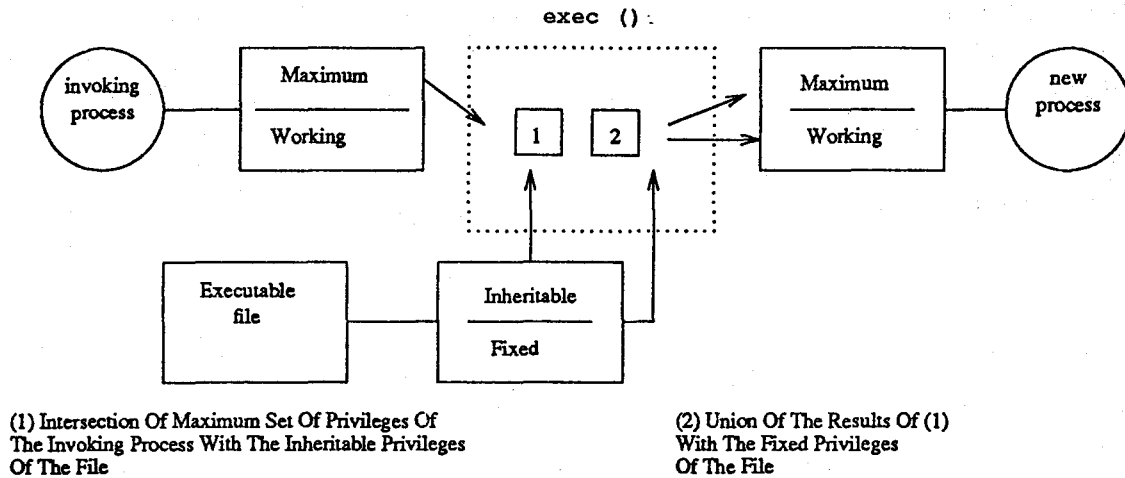 exec ()
invoking
process
Maximum
Working
1
2
Maximum
Working
new
process
Executable
file
Inheritable
Fixed
(1) Intersection Of Maximum Set Of Privileges Of
The Invoking Process With The Inheritable Privileges
Of The File
(2) Union Of The Results Of (1)
With The Fixed Privileges
Of The File